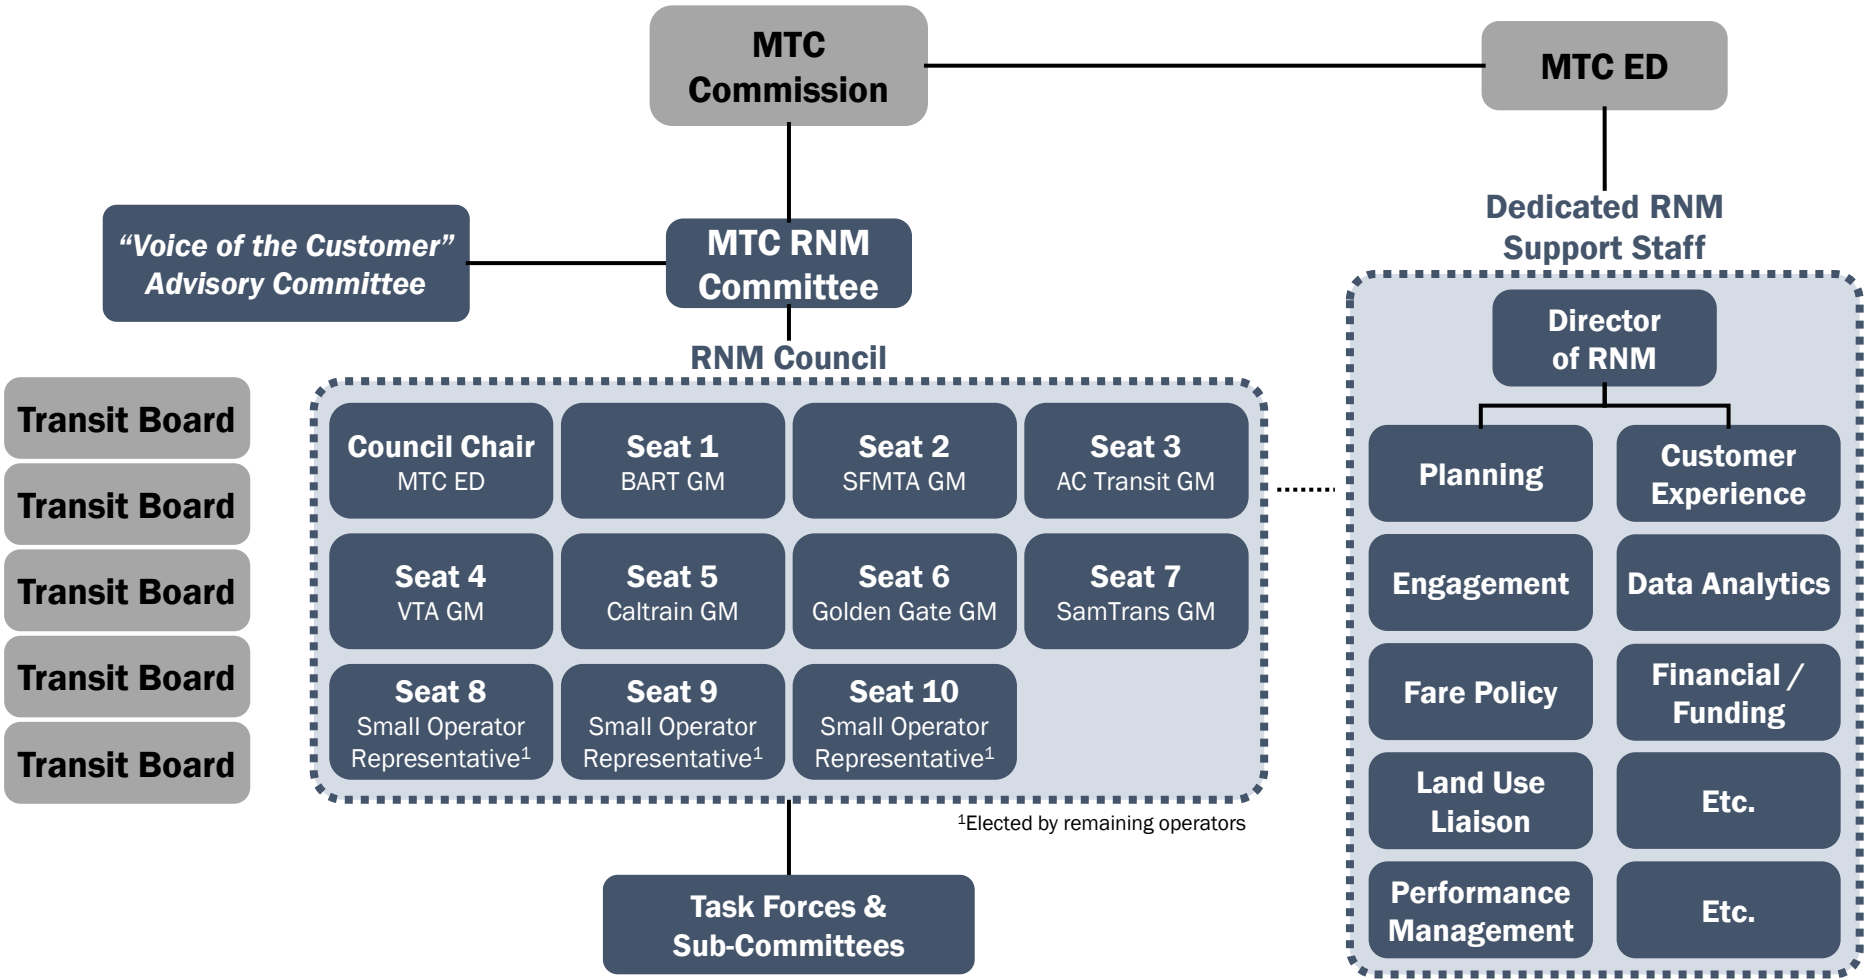 MTC
Commission
MTC ED
“Voice of the Customer”
Advisory Committee
MTC RNM
Committee
RNM Council
Transit Board
Transit Board
Transit Board
Transit Board
Transit Board
Council Chair
MTC ED
Seat 1
BART GM
Seat 2
SFMTA GM
Seat 3
AC Transit GM
Seat 4
VTA GM
Seat 5
Caltrain GM
Seat 6
Golden Gate GM
Seat 7
SamTrans GM
Seat 8
Small Operator
Representative¹
Seat 9
Small Operator
Representative¹
Seat 10
Small Operator
Representative¹
¹Elected by remaining operators
Task Forces &
Sub-Committees
Dedicated RNM
Support Staff
Director
of RNM
Planning
Customer
Experience
Engagement
Data Analytics
Fare Policy
Financial /
Funding
Land Use
Liaison
Etc.
Performance
Management
Etc.